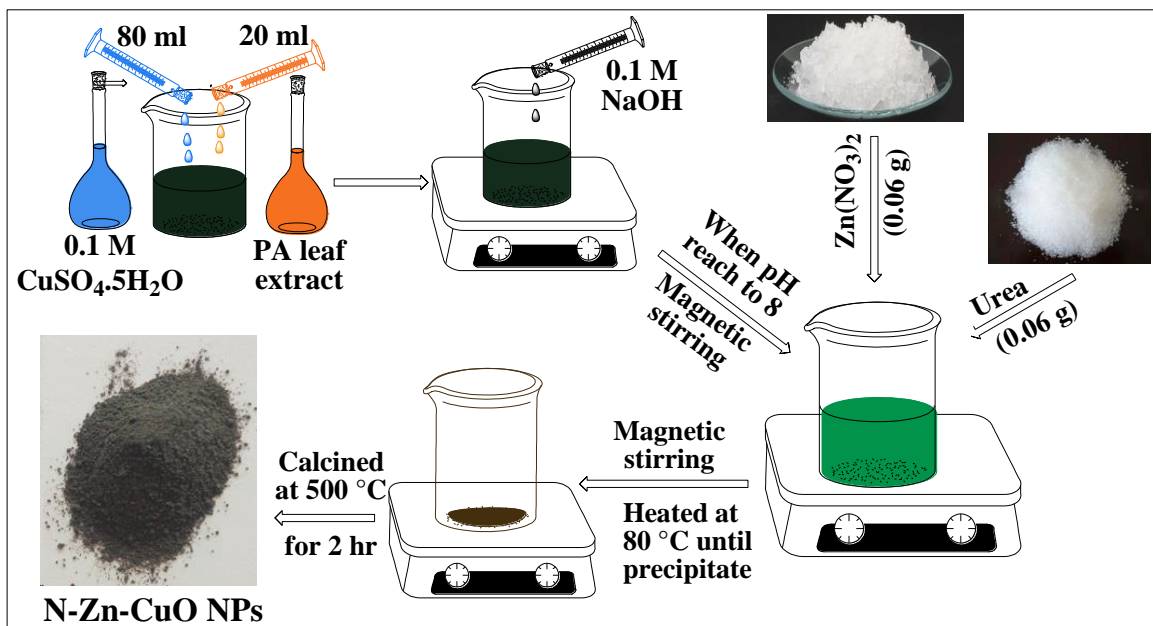 80 ml
20 ml
0.1 M
CuSO₄.5H₂O
PA leaf
extract
0.1 M
NaOH
Zn(NO₃)₂
(0.06 g)
Urea
(0.06 g)
When pH
reach to 8
Magnetic
stirring
Magnetic
stirring
Heated at
80 °C until
precipitate
Calcined
at 500 °C
for 2 hr
N-Zn-CuO NPs